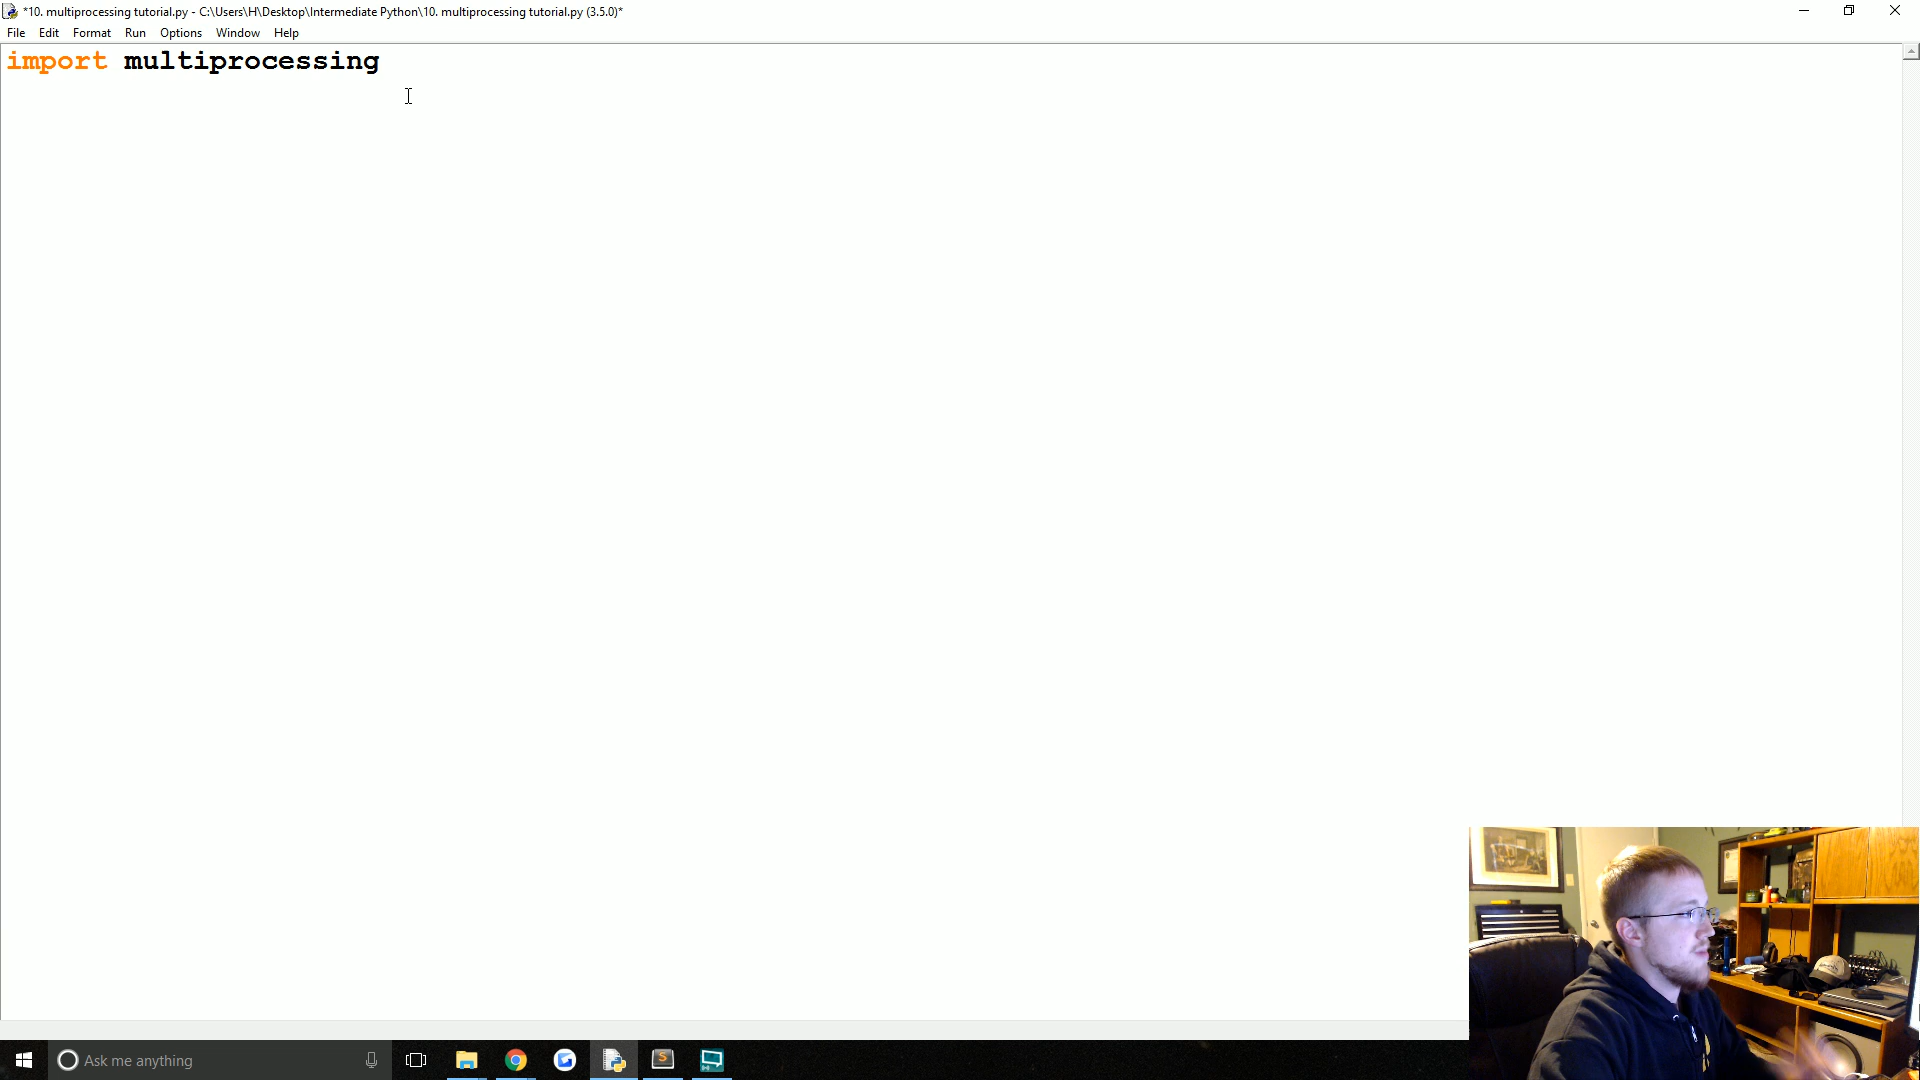 *10. multiprocessing tutorial.py - C:\Users\H\Desktop\Intermediate Python\10. multiprocessing tutorial.py (3.5.0)*
File Edit Format Run Options Window Help
import multiprocessing
Ask me anything